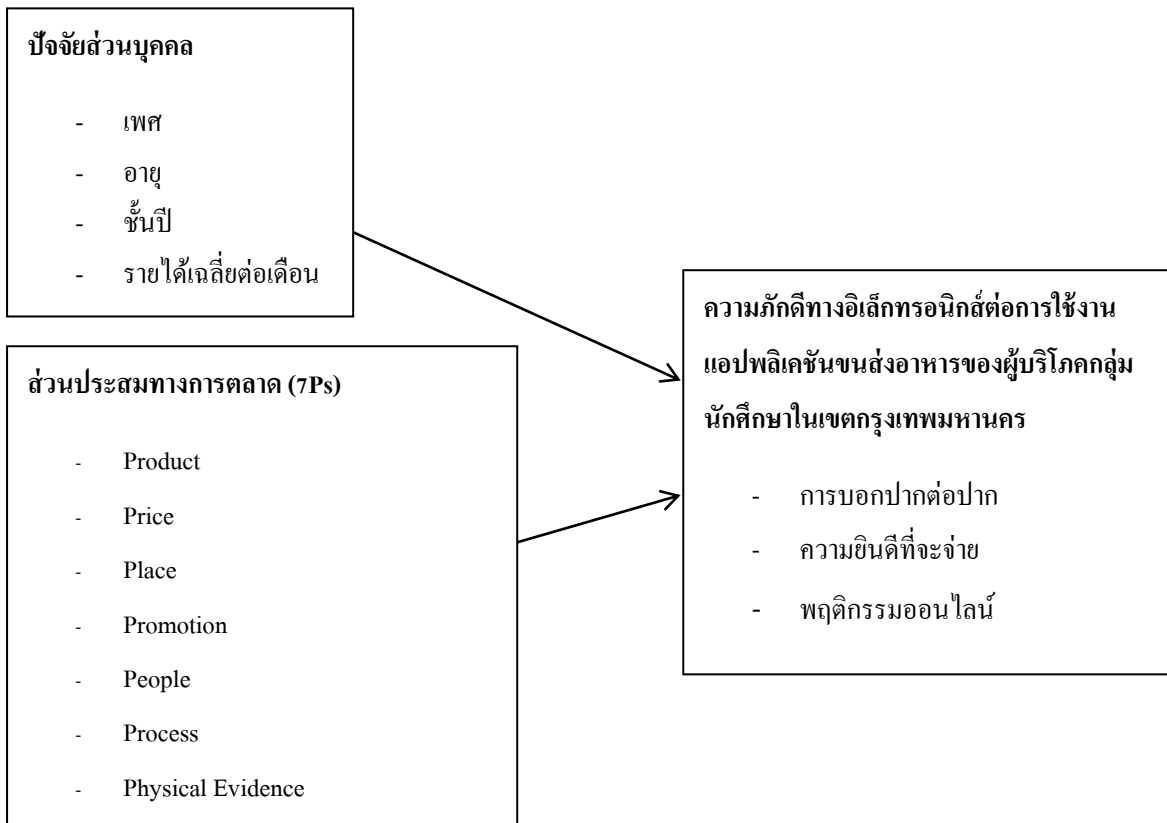 ปัจจัยส่วนบุคคล
- เพศ
- อายุ
- ชั้นปี
- รายได้เฉลี่ยต่อเดือน
ส่วนประสมทางการตลาด (7Ps)
- Product
- Price
- Place
- Promotion
- People
- Process
- Physical Evidence
ความภักดีทางอิเล็กทรอนิกส์ต่อการใช้งาน
แอปพลิเคชันขนส่งอาหารของผู้บริโภคกลุ่ม
นักศึกษาในเขตกรุงเทพมหานคร
- การบอกปากต่อปาก
- ความยินดีที่จะจ่าย
- พฤติกรรมออนไลน์